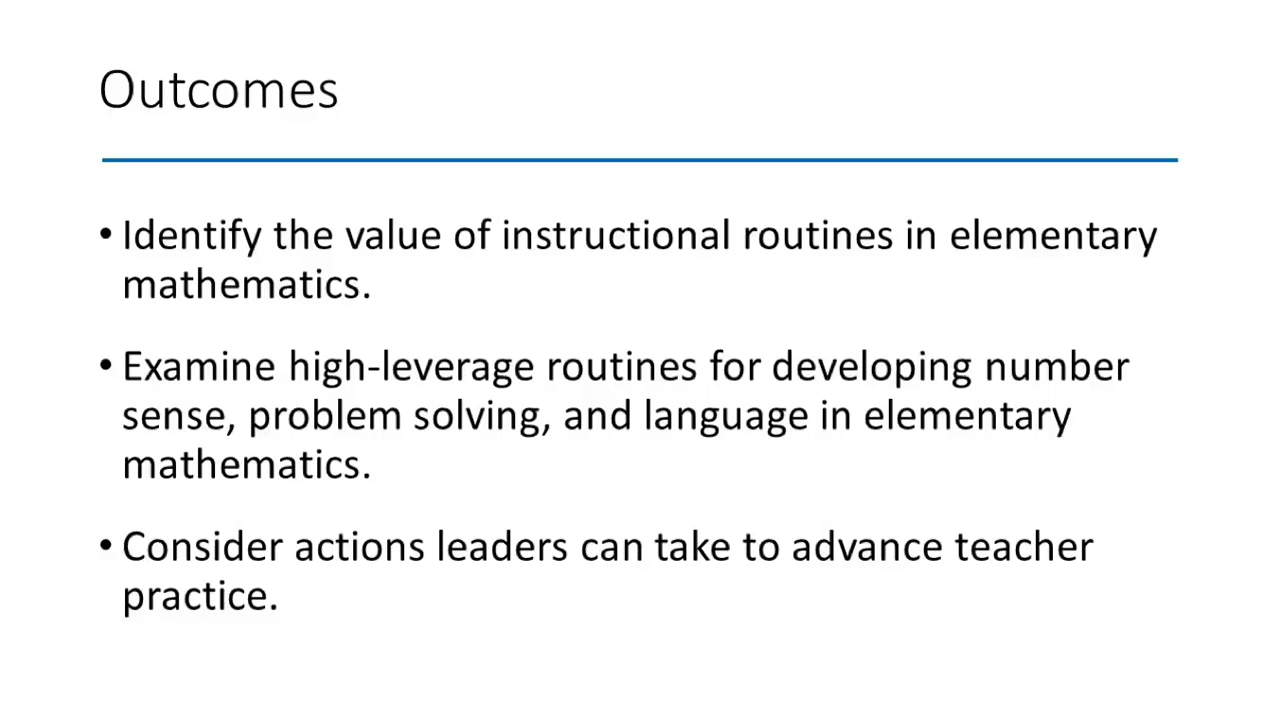 Outcomes
• Identify the value of instructional routines in elementary
mathematics.
• Examine high-leverage routines for developing number
sense, problem solving, and language in elementary
mathematics.
• Consider actions leaders can take to advance teacher
practice.